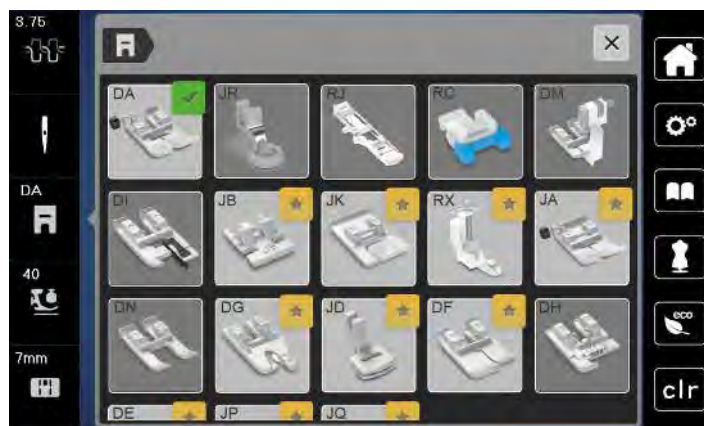 3.75
DA JR RJ RC DM
DA
DI JB JK RX JA
40
DN DG JD DF DH
eco
7mm
clr
DE JP JQ